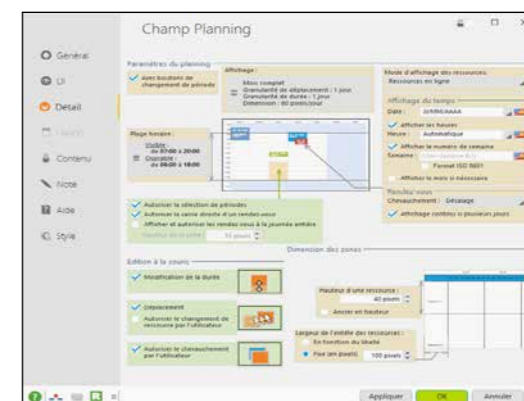 Champ Planning
Général
UI
Détail
Contenu
Note
Aide
Style
Paramètres du planning
Avec boutons de
changement de période
Affichage :
Mois complet
Granularité de déplacement : 1 jour
Granularité de durée : 1 jour
Dimension : 80 pixels/jour
Plage horaire :
Visible :
de 07:00 à 20:00
Ouvrable :
de 08:00 à 18:00
Autoriser la sélection de périodes
Autoriser la saisie directe d'un rendez-vous
Afficher et autoriser les rendez-vous à la journée entière
Mode d'affichage des ressources
Ressources en ligne
Affichage du temps
Date :
Afficher les heures
Heure : Automatique
Afficher le numéro de semaine
Semaine :
Format ISO 8601
Afficher le mois si nécessaire
Rendez-vous
Chevauchement : Décalage
Affichage continu si plusieurs jours
Edition à la souris
Modification de la durée
Déplacement
Autoriser le changement de
ressource par l'utilisateur
Autoriser le chevauchement
par l'utilisateur
Dimension des zones
Hauteur d'une ressource :
40 pixels
Ancrer en hauteur
Largeur de l'entête des ressources :
En fonction du libellé
Fixe (en pixels) 100 pixels
Appliquer
OK
Annuler